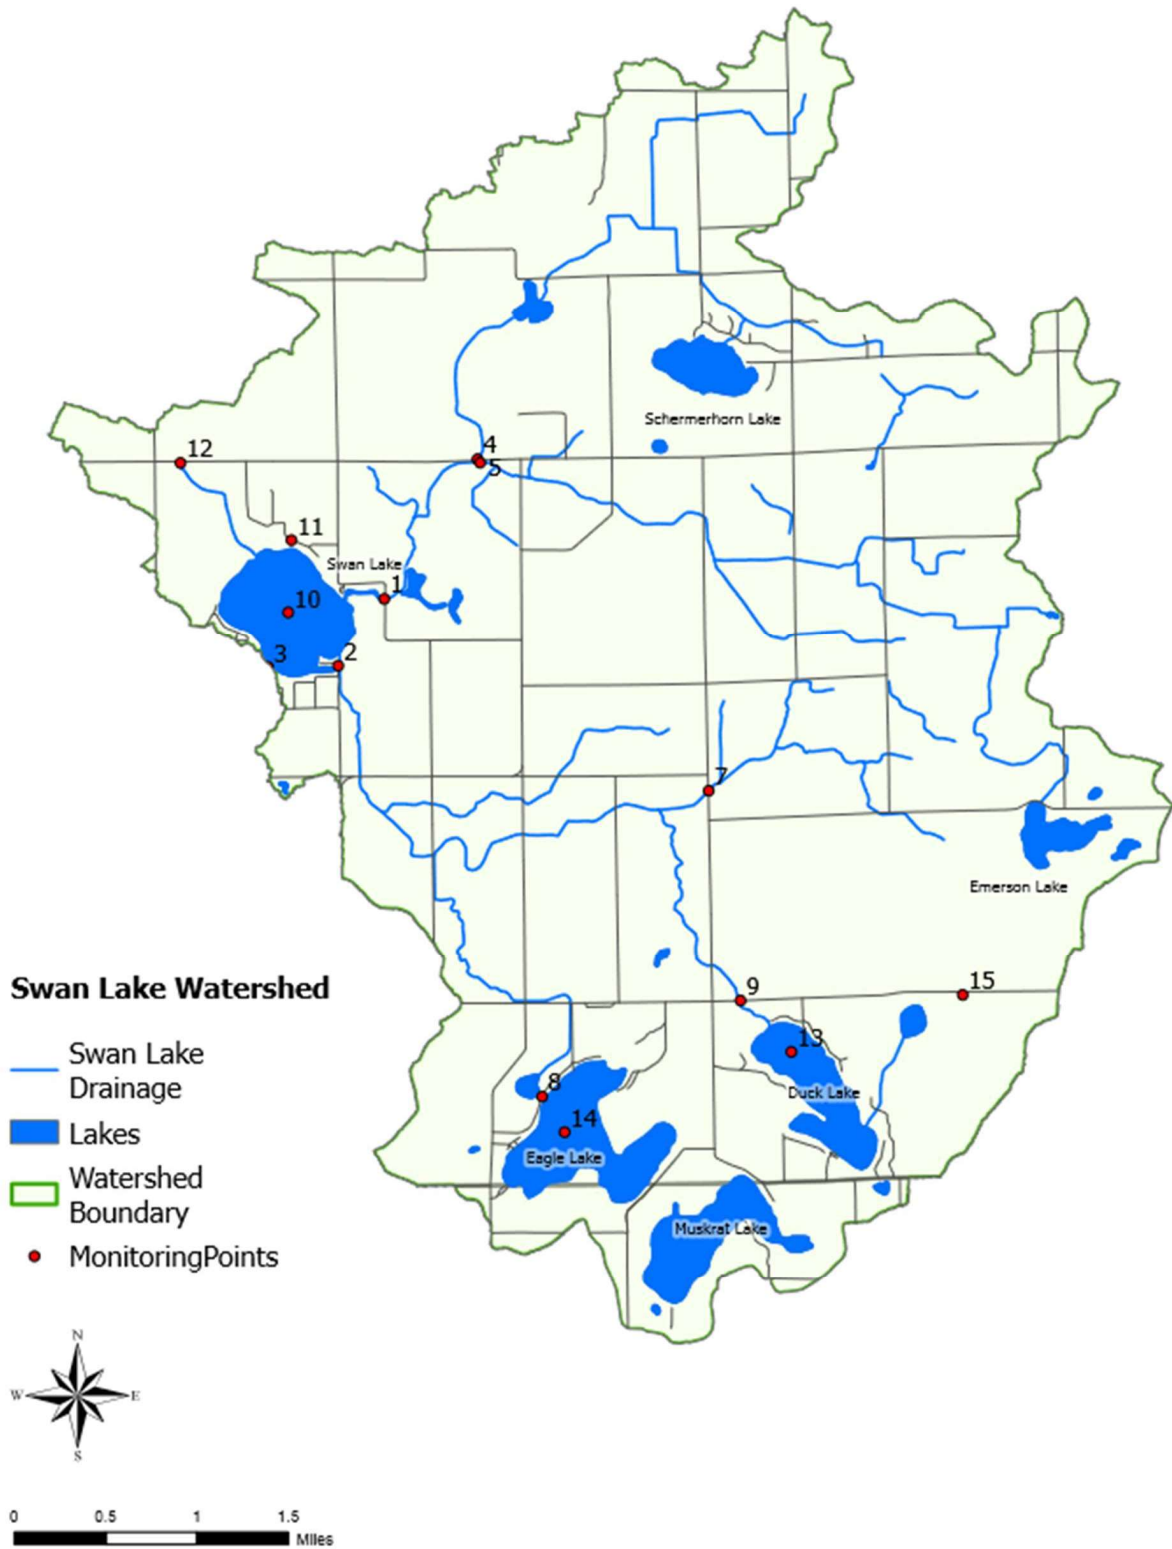 Schermerhorn Lake
12
4
5
11
Swan Lake
1
10
3
2
7
Emerson Lake
Swan Lake Watershed
Swan Lake
Drainage
Lakes
Watershed
Boundary
MonitoringPoints
9
15
13
Duck Lake
8
14
Eagle Lake
Muskrat Lake
N
W
E
S
0 0.5 1 1.5
Miles